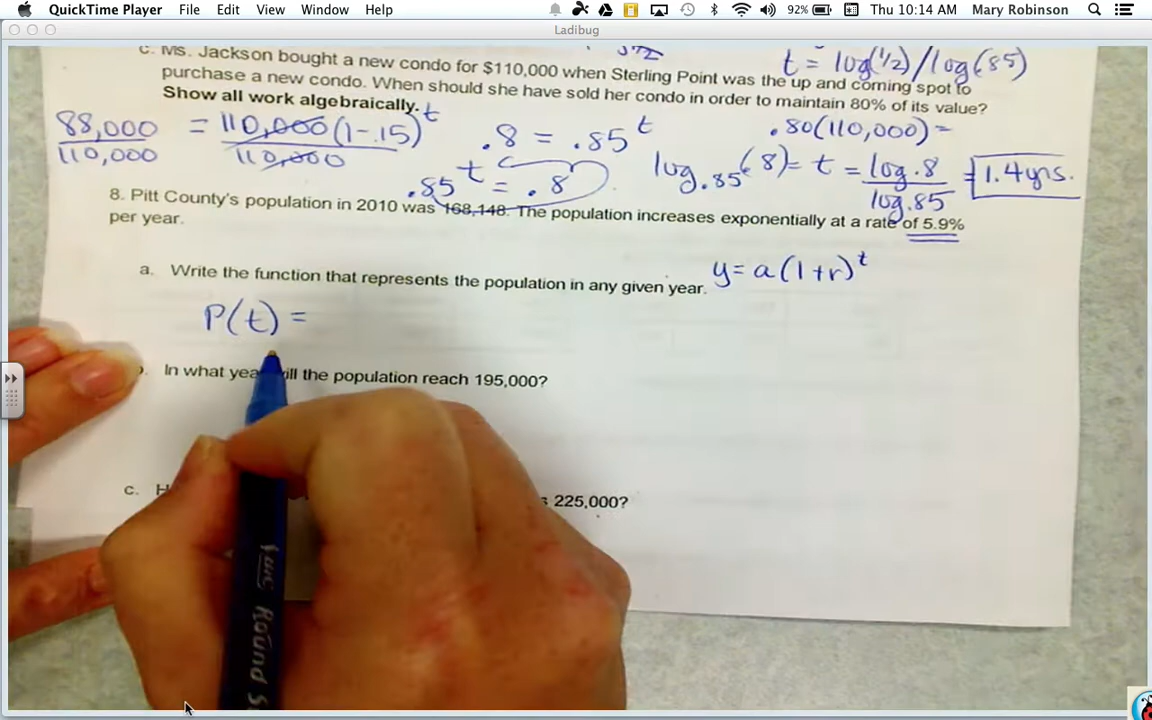 QuickTime Player File Edit View Window Help 92% Thu 10:14 AM Mary Robinson
Ladibug
c. Ms. Jackson bought a new condo for $110,000 when Sterling Point was the up and coming spot to
purchase a new condo. When should she have sold her condo in order to maintain 80% of its value?
Show all work algebraically.
t = log(1/2)/log(.85)
88,000/110,000 = 110,000(1-.15)^t/110,000
.8 = .85^t
.80(110,000)=
.85^t = .8
log.85(.8)= t = log.8/log.85 = 1.4yrs.
8. Pitt County's population in 2010 was 168,148. The population increases exponentially at a rate of 5.9%
per year.
a. Write the function that represents the population in any given year.
y=a(1+r)^t
P(t) =
In what year will the population reach 195,000?
c.
225,000?